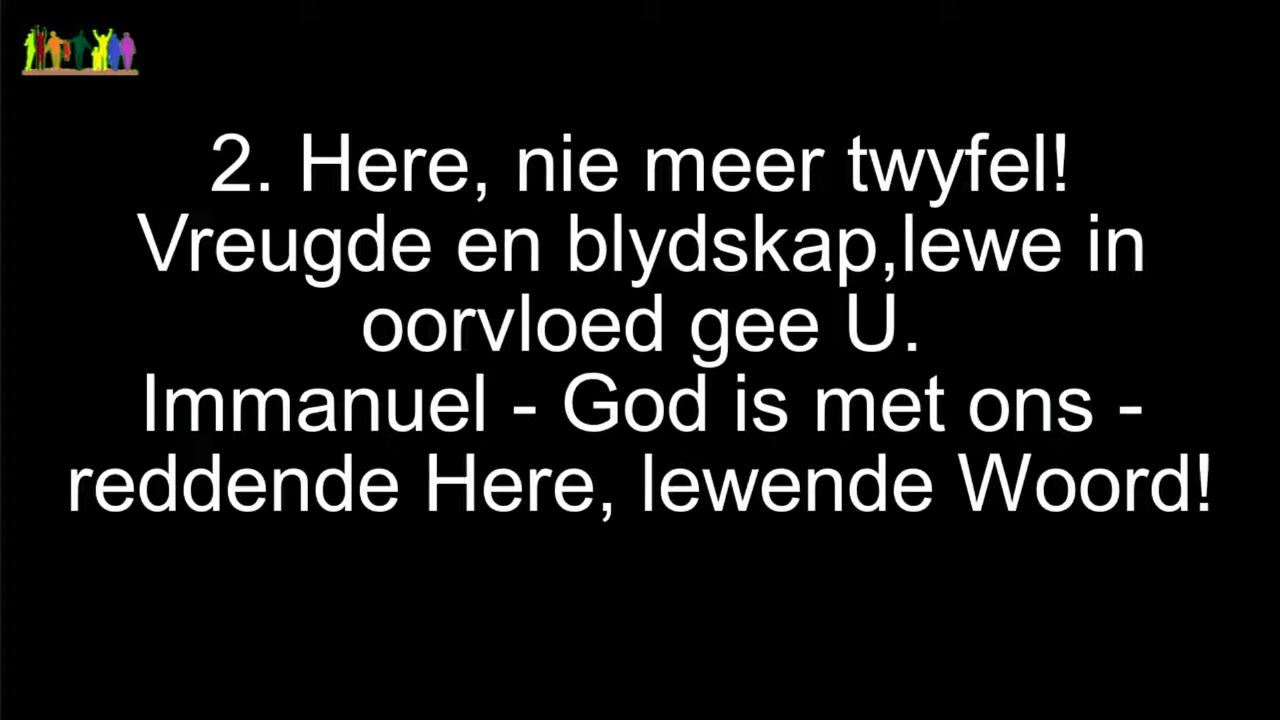 2. Here, nie meer twyfel!
Vreugde en blydskap,lewe in
oorvloed gee U.
Immanuel - God is met ons -
reddende Here, lewende Woord!